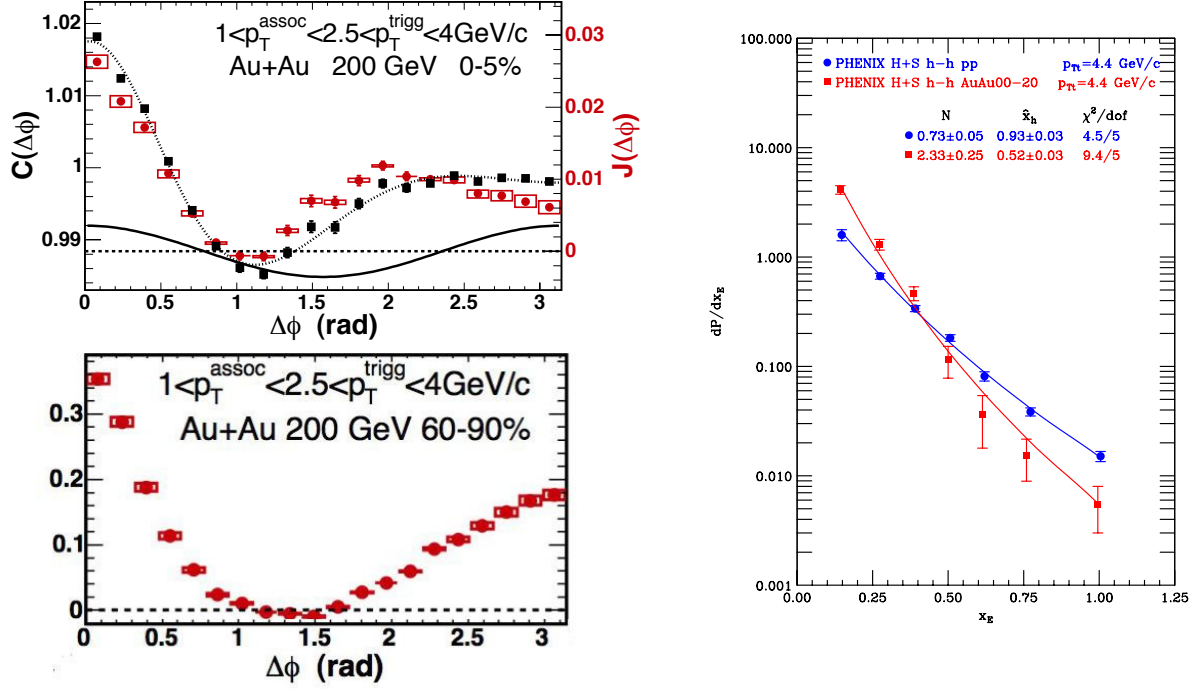 1<p_T^assoc<2.5<p_T^trigg<4GeV/c
Au+Au 200 GeV 0-5%
C(Δφ)
1.02
1.01
1
0.99
J(Δφ)
0.03
0.02
0.01
0
0 0.5 1 1.5 2 2.5 3
Δφ (rad)
1<p_T^assoc<2.5<p_T^trigg<4GeV/c
Au+Au 200 GeV 60-90%
0.3
0.2
0.1
0
0 0.5 1 1.5 2 2.5 3
Δφ (rad)
PHENIX H+S h-h pp p_Tt=4.4 GeV/c
PHENIX H+S h-h AuAu00-20 p_Tt=4.4 GeV/c
N x̂_h χ²/dof
0.73±0.05 0.93±0.03 4.5/5
2.33±0.25 0.52±0.03 9.4/5
dP/dx_E
100.000
10.000
1.000
0.100
0.010
0.001
0.00 0.25 0.50 0.75 1.00 1.25
x_E